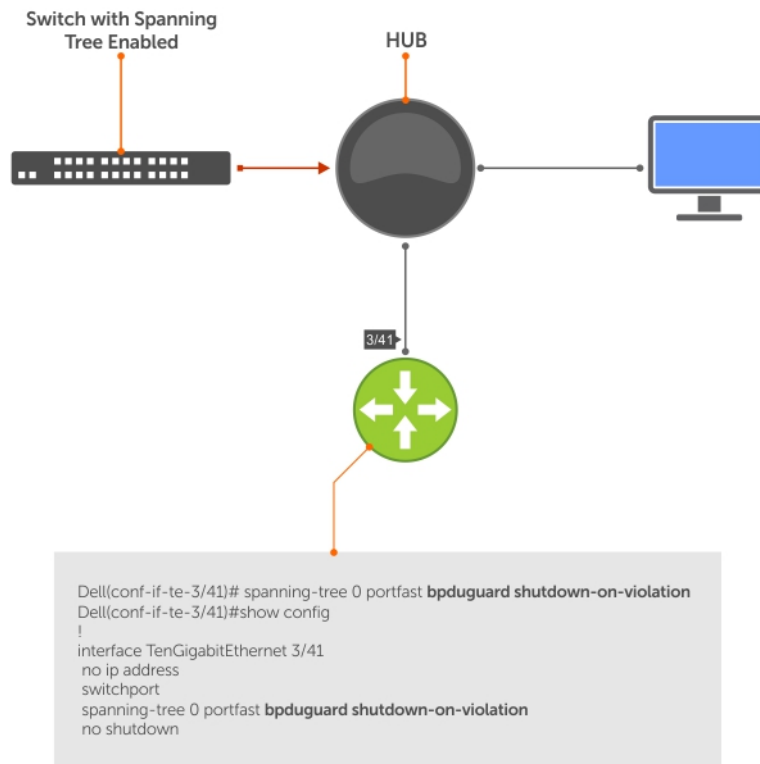 Switch with Spanning
Tree Enabled
HUB
3/41
Dell(conf-if-te-3/41)# spanning-tree 0 portfast bpduguard shutdown-on-violation
Dell(conf-if-te-3/41)#show config
!
interface TenGigabitEthernet 3/41
no ip address
switchport
spanning-tree 0 portfast bpduguard shutdown-on-violation
no shutdown